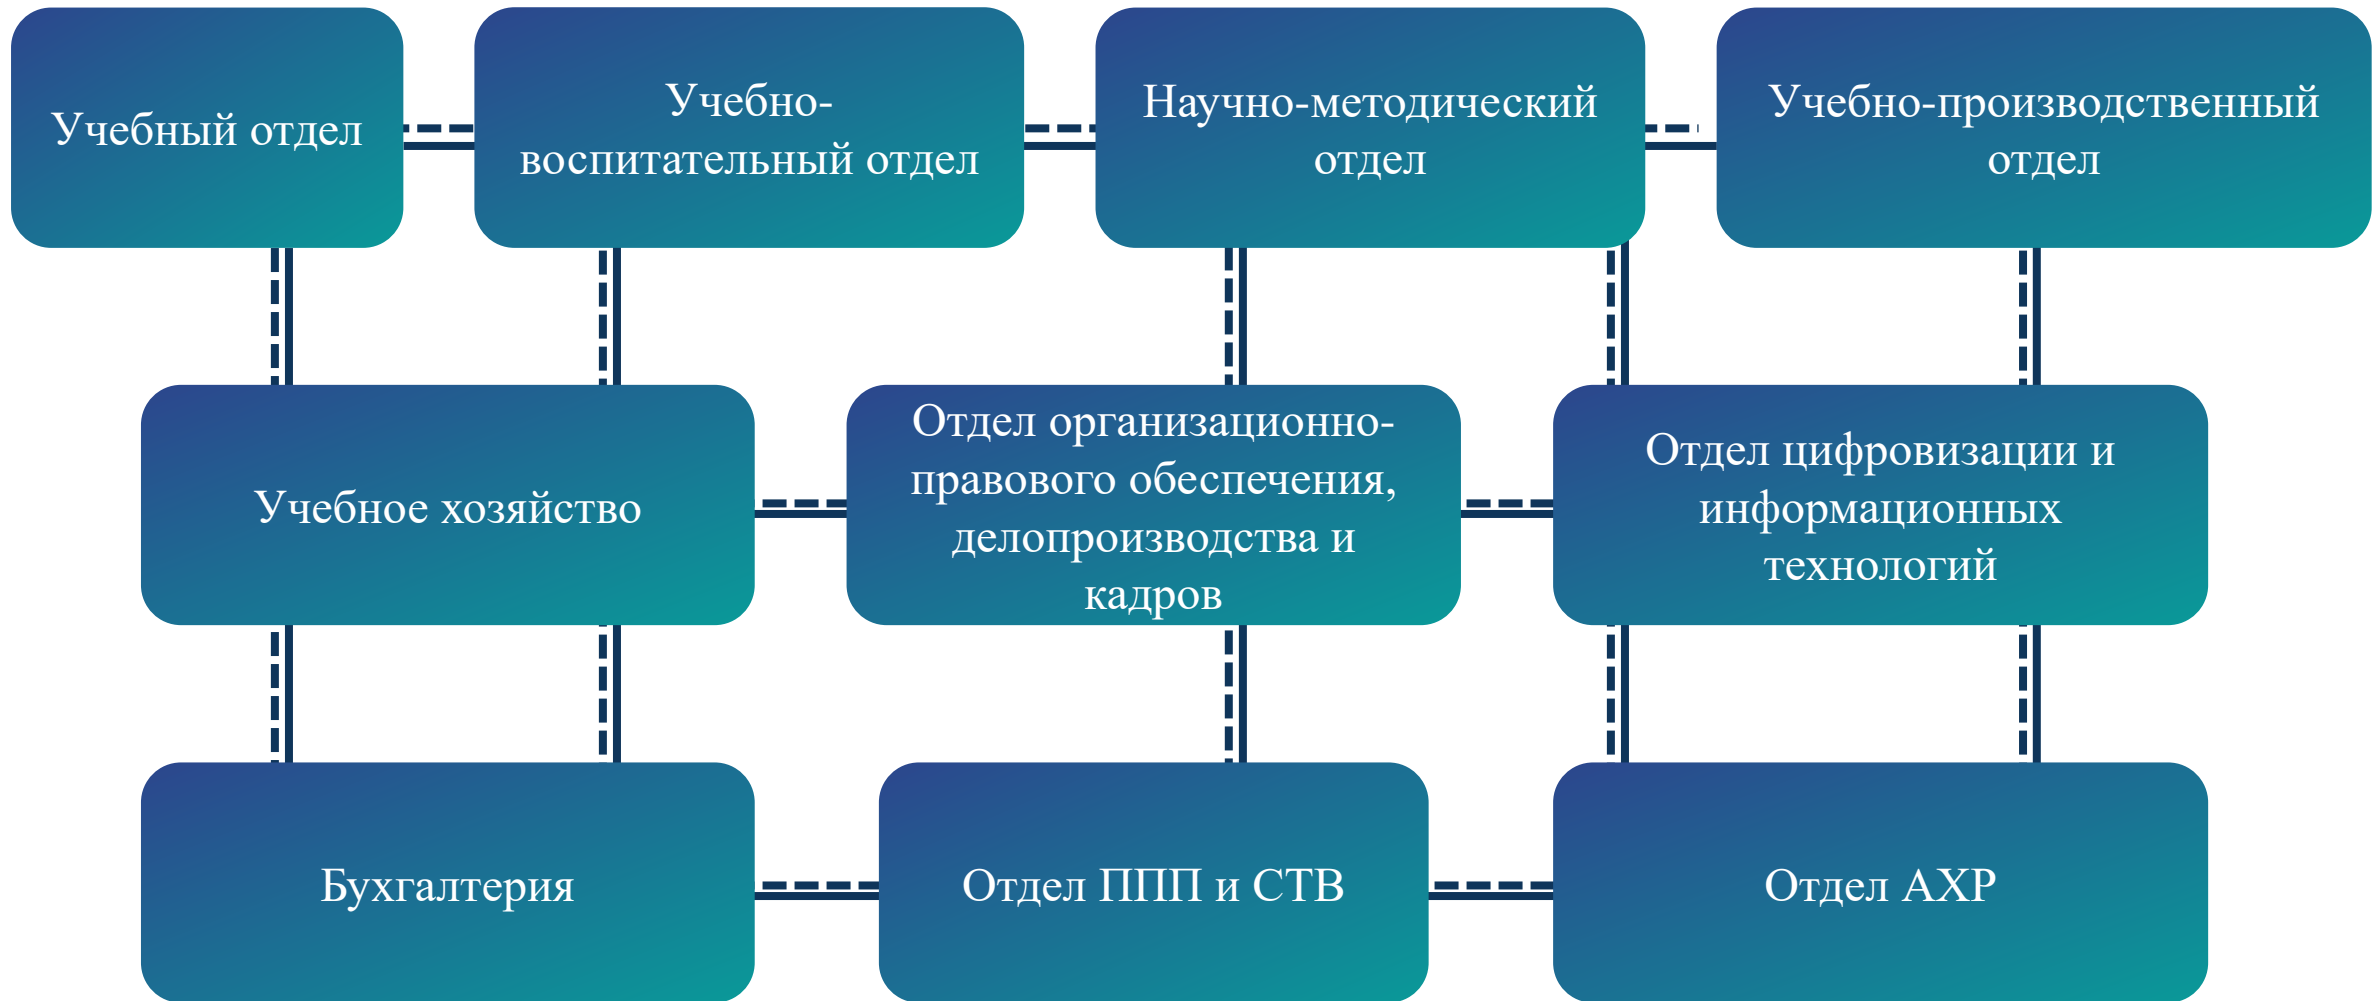 Учебный отдел
Учебно-
воспитательный отдел
Научно-методический
отдел
Учебно-производственный
отдел
Учебное хозяйство
Отдел организационно-
правового обеспечения,
делопроизводства и
кадров
Отдел цифровизации и
информационных
технологий
Бухгалтерия
Отдел ППП и СТВ
Отдел АХР